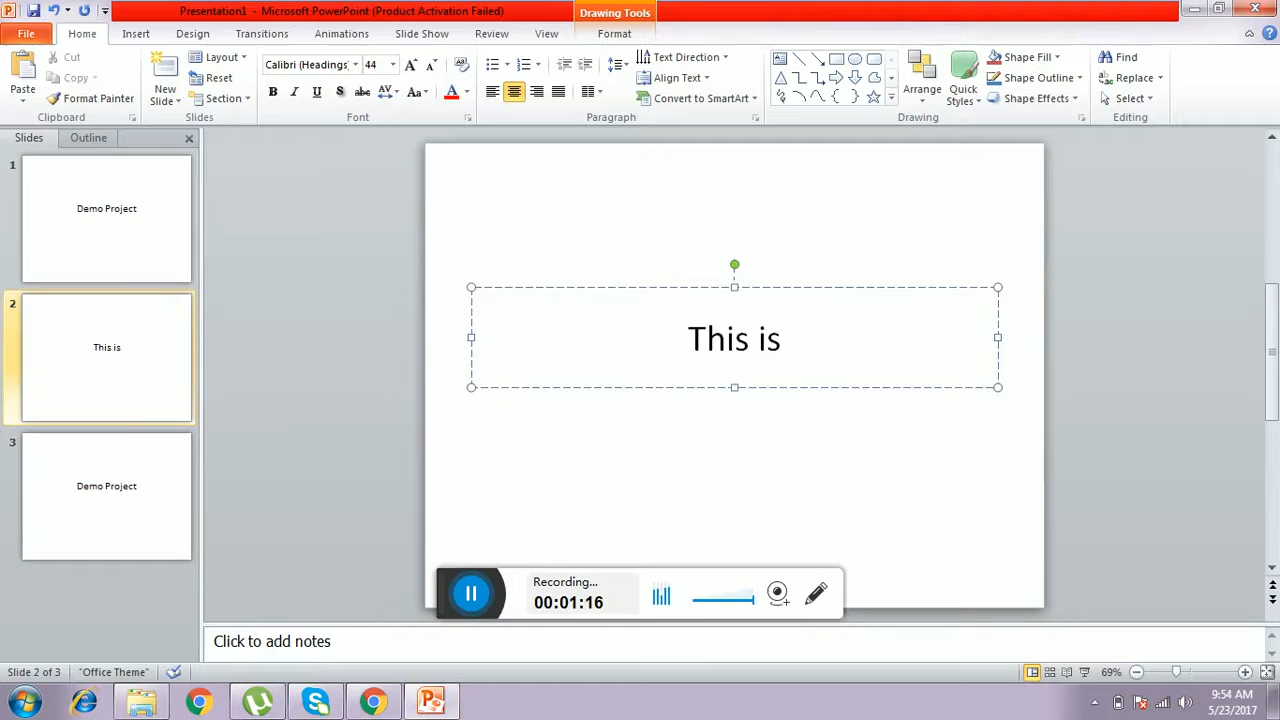 Presentation1 - Microsoft PowerPoint (Product Activation Failed)
Drawing Tools
File
Home
Insert
Design
Transitions
Animations
Slide Show
Review
View
Format
Paste
Cut
Copy
Format Painter
Clipboard
New Slide
Layout
Reset
Section
Slides
Calibri (Headings)
44
B I U S abc AV Aa A
Font
Text Direction
Align Text
Convert to SmartArt
Paragraph
Arrange
Quick Styles
Shape Fill
Shape Outline
Shape Effects
Drawing
Find
Replace
Select
Editing
Slides
Outline
1
Demo Project
2
This is
3
Demo Project
This is
Recording...
00:01:16
Click to add notes
Slide 2 of 3
"Office Theme"
69%
9:54 AM
5/23/2017